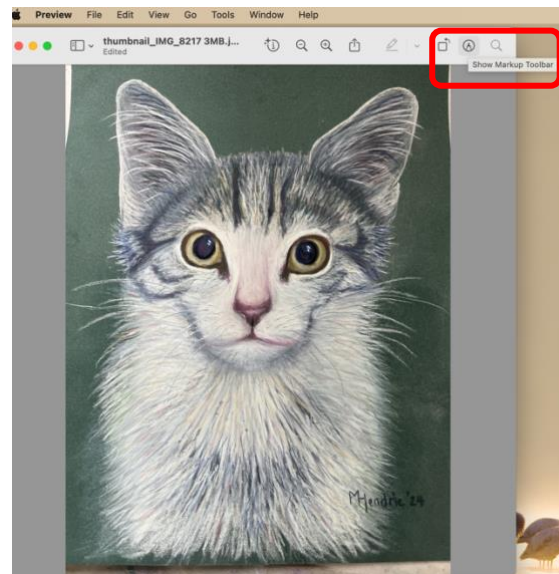 Preview File Edit View Go Tools Window Help
thumbnail_IMG_8217 3MB.j...
Edited
Show Markup Toolbar
MHendrie '24